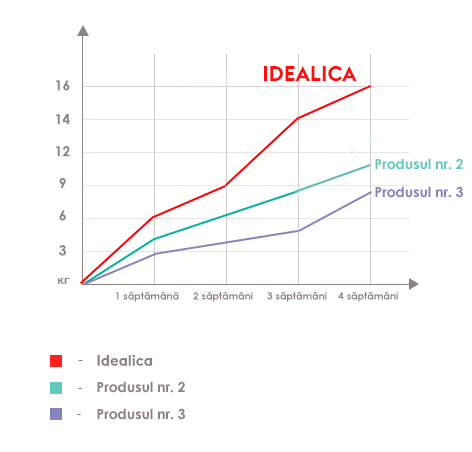 IDEALICA
16
14
12
9
6
3
кг
Produsul nr. 2
Produsul nr. 3
1 săptămână
2 săptămâni
3 săptămâni
4 săptămâni
- Idealica
- Produsul nr. 2
- Produsul nr. 3